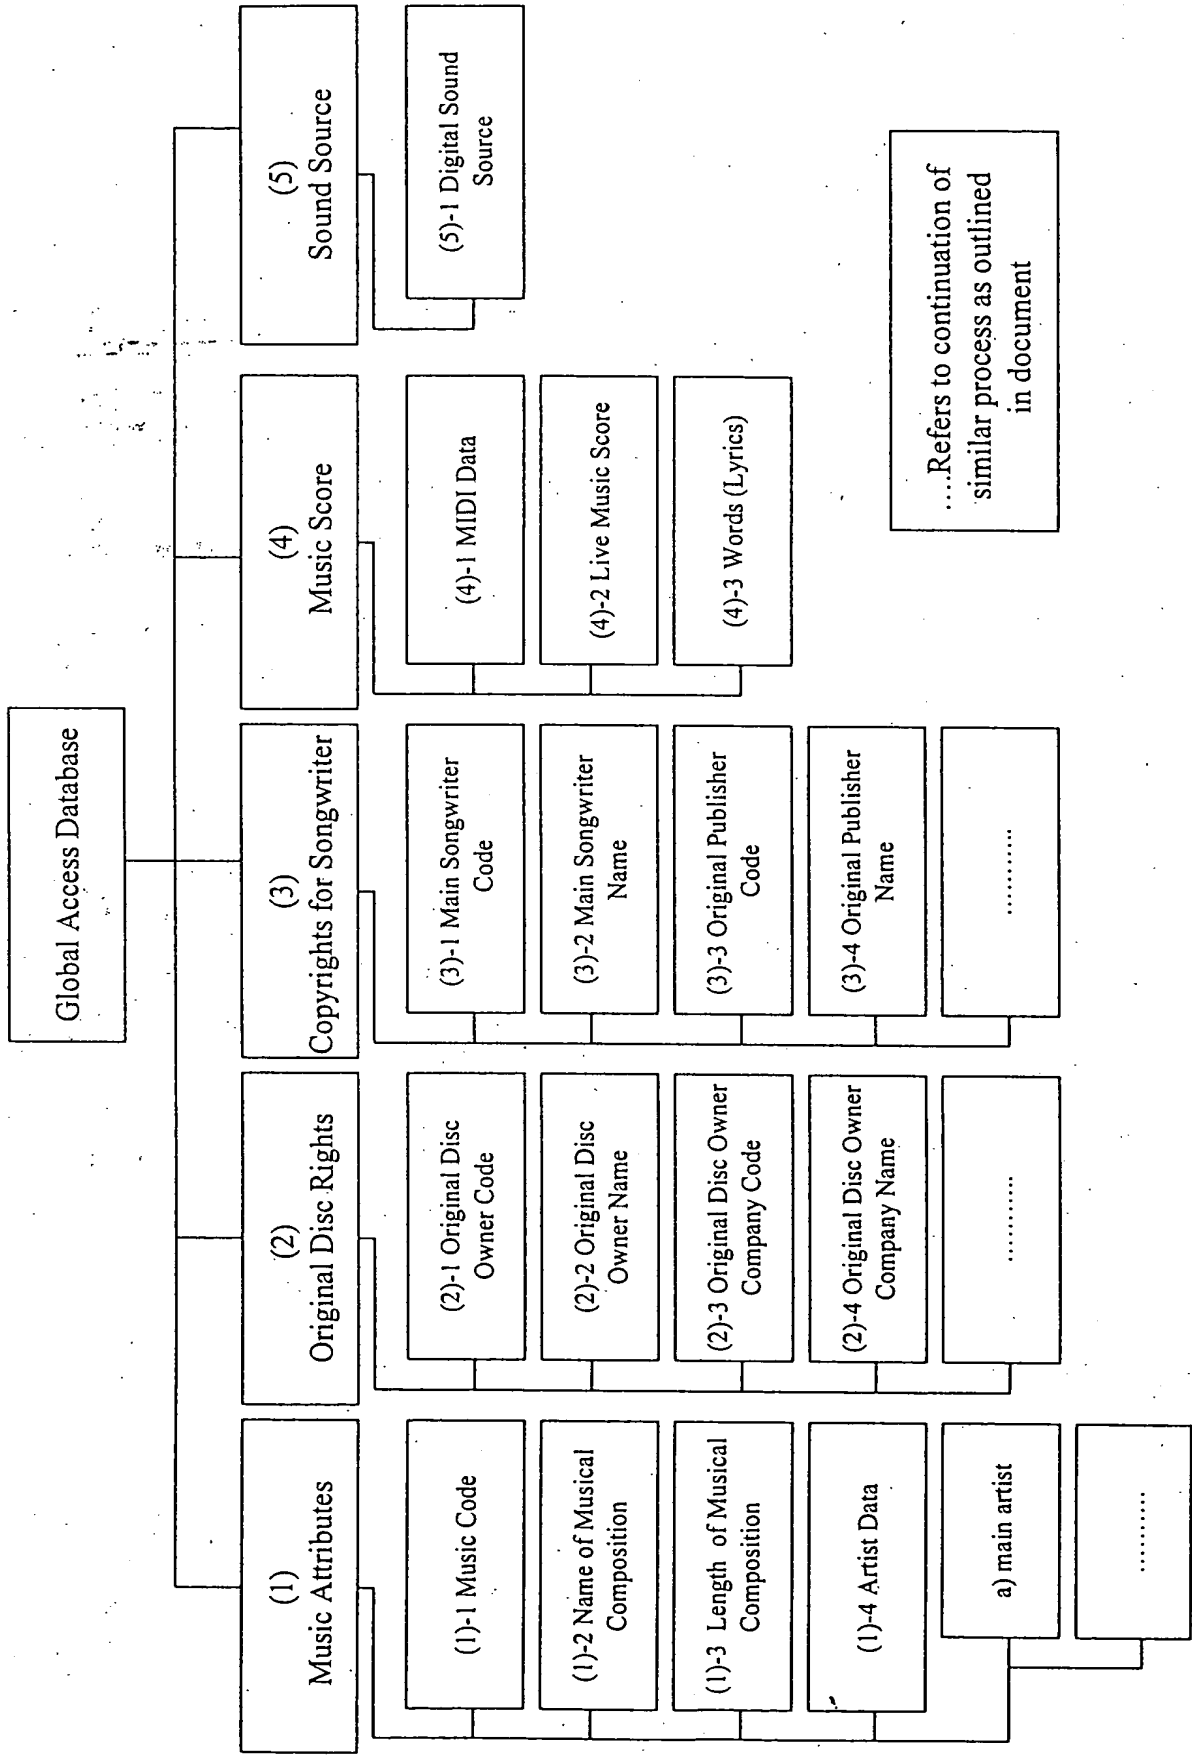 Global Access Database
(1)
Music Attributes
(1)-1 Music Code
(1)-2 Name of Musical
Composition
(1)-3 Length of Musical
Composition
(1)-4 Artist Data
a) main artist
..........
(2)
Original Disc Rights
(2)-1 Original Disc
Owner Code
(2)-2 Original Disc
Owner Name
(2)-3 Original Disc Owner
Company Code
(2)-4 Original Disc Owner
Company Name
..........
(3)
Copyrights for Songwriter
(3)-1 Main Songwriter
Code
(3)-2 Main Songwriter
Name
(3)-3 Original Publisher
Code
(3)-4 Original Publisher
Name
..........
(4)
Music Score
(4)-1 MIDI Data
(4)-2 Live Music Score
(4)-3 Words (Lyrics)
(5)
Sound Source
(5)-1 Digital Sound
Source
....Refers to continuation of
similar process as outlined
in document